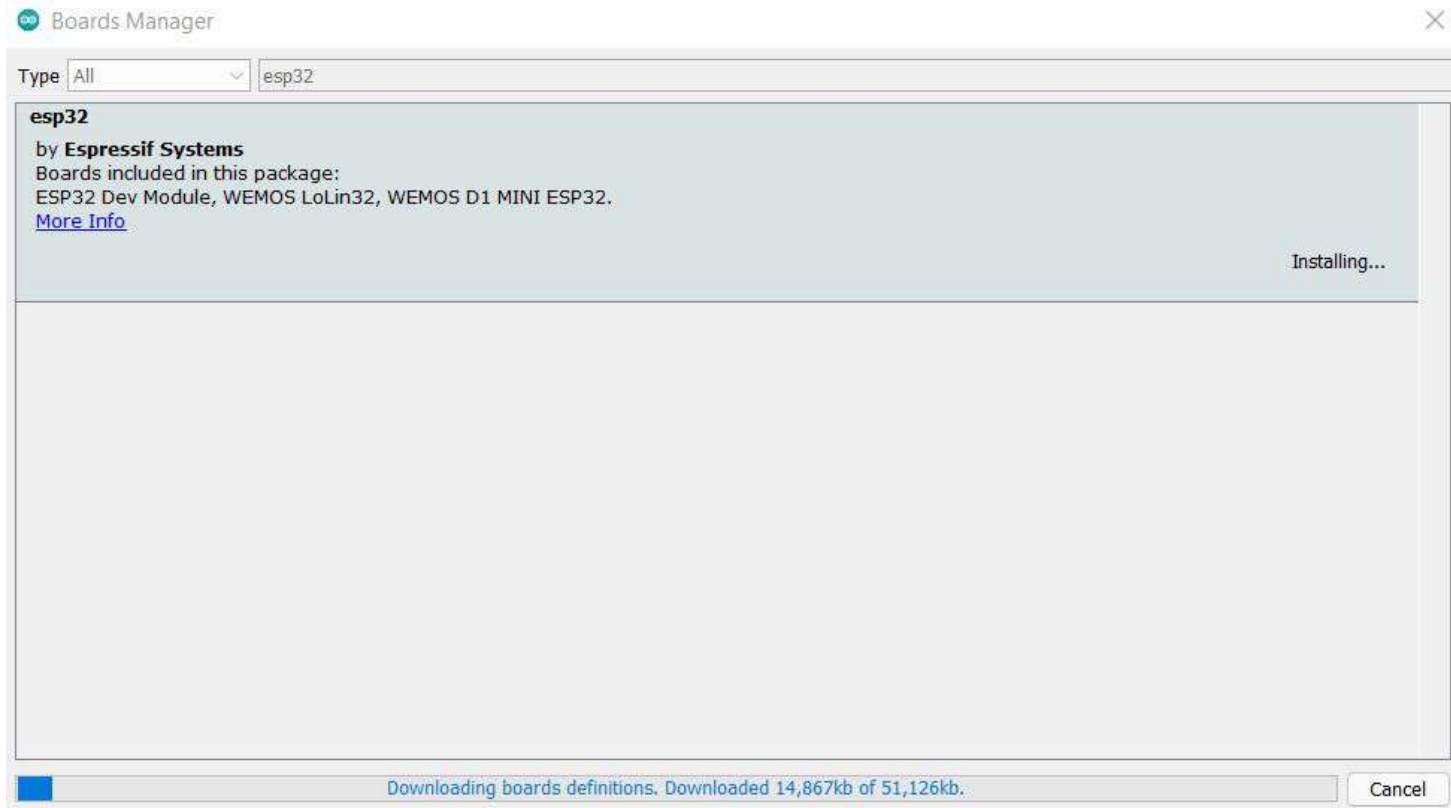 Boards Manager
Type All esp32
esp32
by Espressif Systems
Boards included in this package:
ESP32 Dev Module, WEMOS LoLin32, WEMOS D1 MINI ESP32.
More Info
Installing...
Downloading boards definitions. Downloaded 14,867kb of 51,126kb.
Cancel